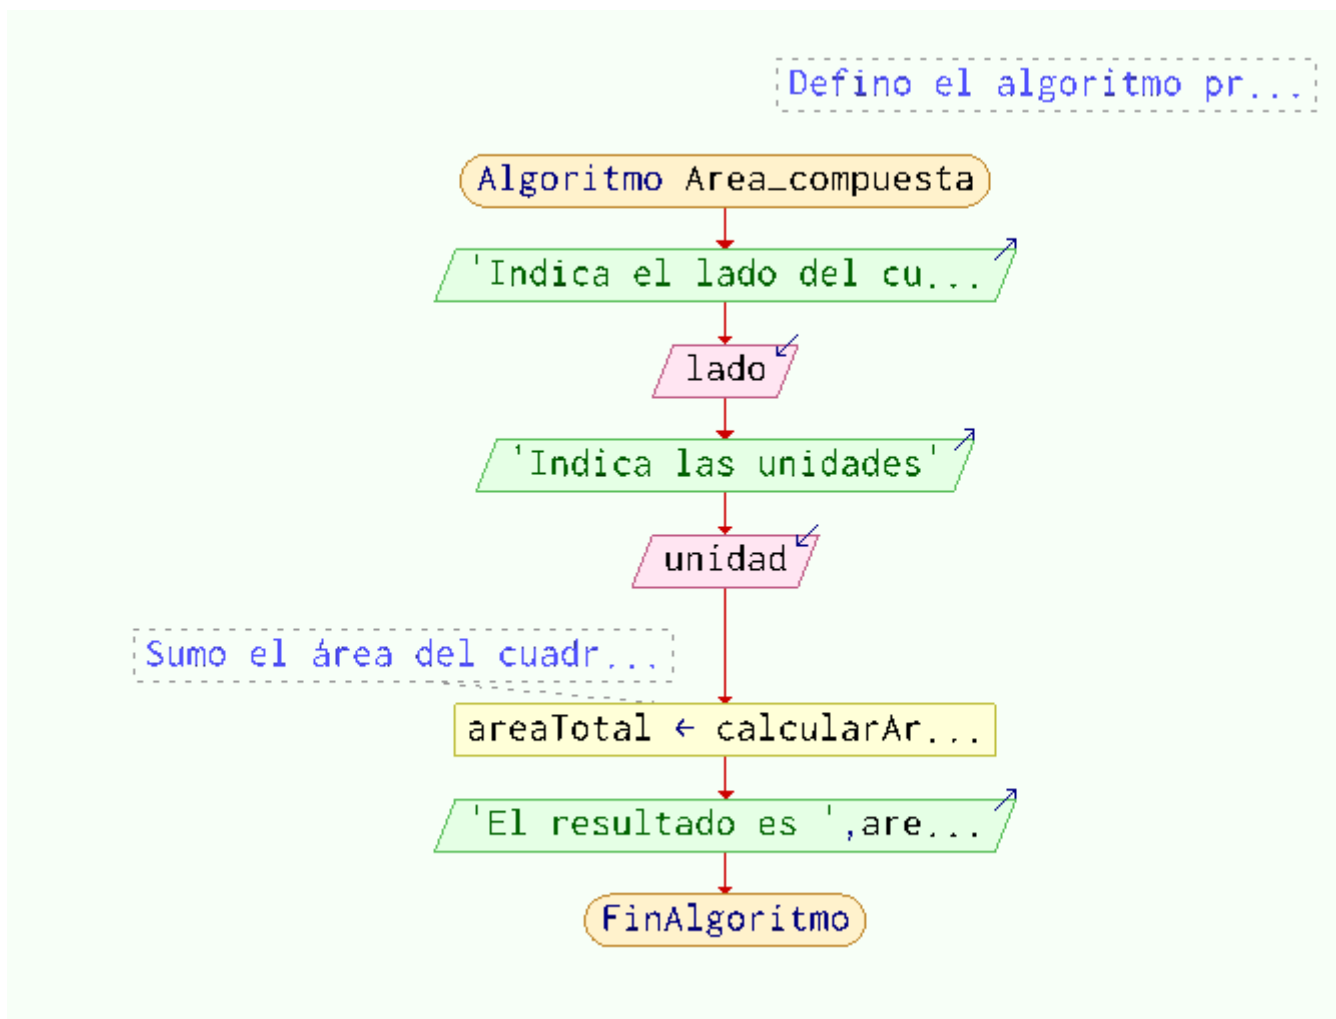 Defino el algoritmo pr...
Algoritmo Area_compuesta
'Indica el lado del cu...
lado
'Indica las unidades'
unidad
Sumo el área del cuadr...
areaTotal ← calcularAr...
'El resultado es ',are...
FinAlgoritmo